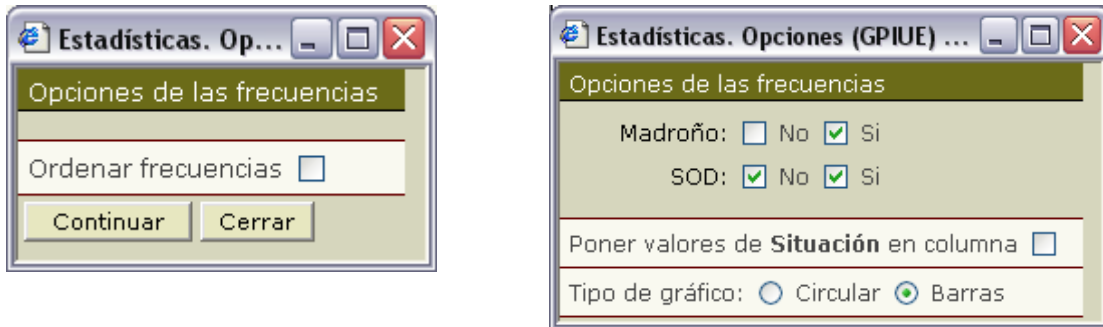 Estadísticas. Op...
Opciones de las frecuencias
Ordenar frecuencias
Continuar Cerrar
Estadísticas. Opciones (GPIUE) ...
Opciones de las frecuencias
Madroño: No Si
SOD: No Si
Poner valores de Situación en columna
Tipo de gráfico: Circular Barras